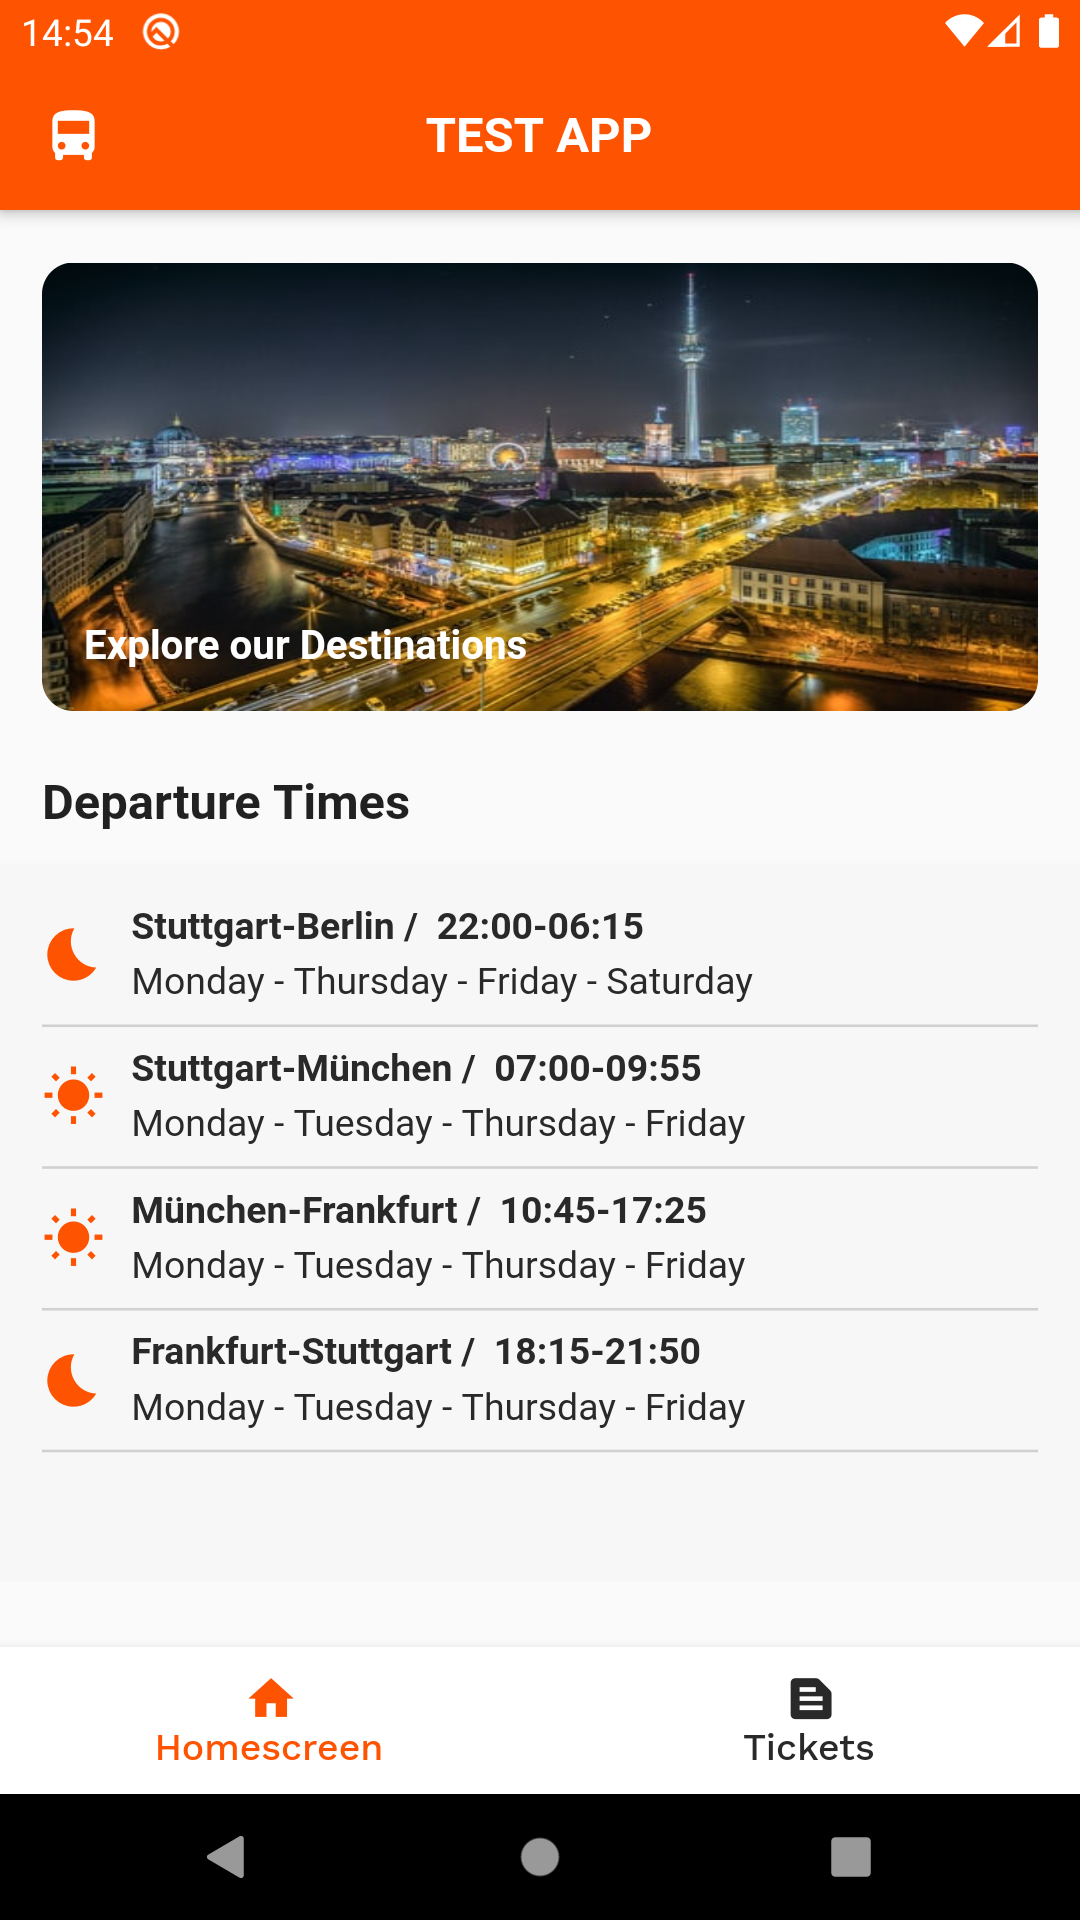 14:54
TEST APP
Explore our Destinations
Departure Times
Stuttgart-Berlin /  22:00-06:15
Monday - Thursday - Friday - Saturday
Stuttgart-München /  07:00-09:55
Monday - Tuesday - Thursday - Friday
München-Frankfurt /  10:45-17:25
Monday - Tuesday - Thursday - Friday
Frankfurt-Stuttgart /  18:15-21:50
Monday - Tuesday - Thursday - Friday
Homescreen
Tickets